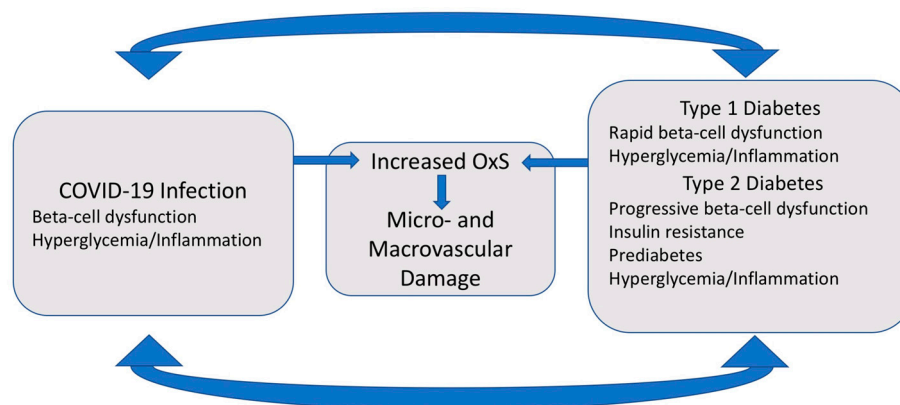 COVID-19 Infection
Beta-cell dysfunction
Hyperglycemia/Inflammation
Increased OxS
Micro- and
Macrovascular
Damage
Type 1 Diabetes
Rapid beta-cell dysfunction
Hyperglycemia/Inflammation
Type 2 Diabetes
Progressive beta-cell dysfunction
Insulin resistance
Prediabetes
Hyperglycemia/Inflammation